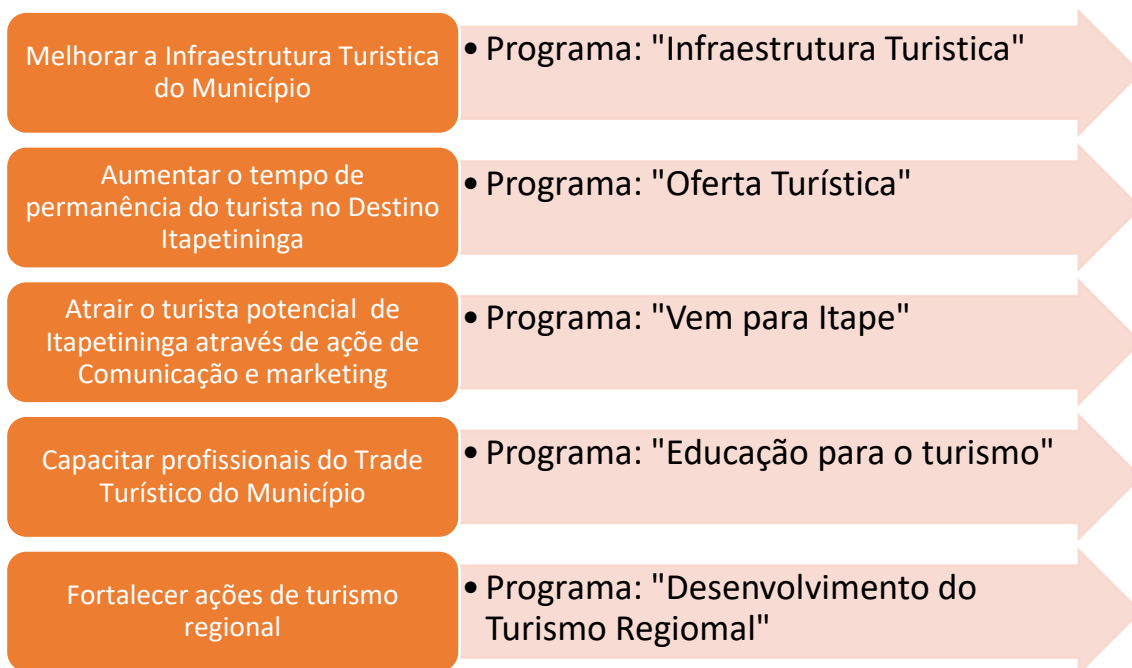 Melhorar a Infraestrutura Turistica
do Município
• Programa: "Infraestrutura Turistica"
Aumentar o tempo de
permanência do turista no Destino
Itapetininga
• Programa: "Oferta Turística"
Atrair o turista potencial  de
Itapetininga através de açõe de
Comunicação e marketing
• Programa: "Vem para Itape"
Capacitar profissionais do Trade
Turístico do Município
• Programa: "Educação para o turismo"
Fortalecer ações de turismo
regional
• Programa: "Desenvolvimento do
Turismo Regiomal"